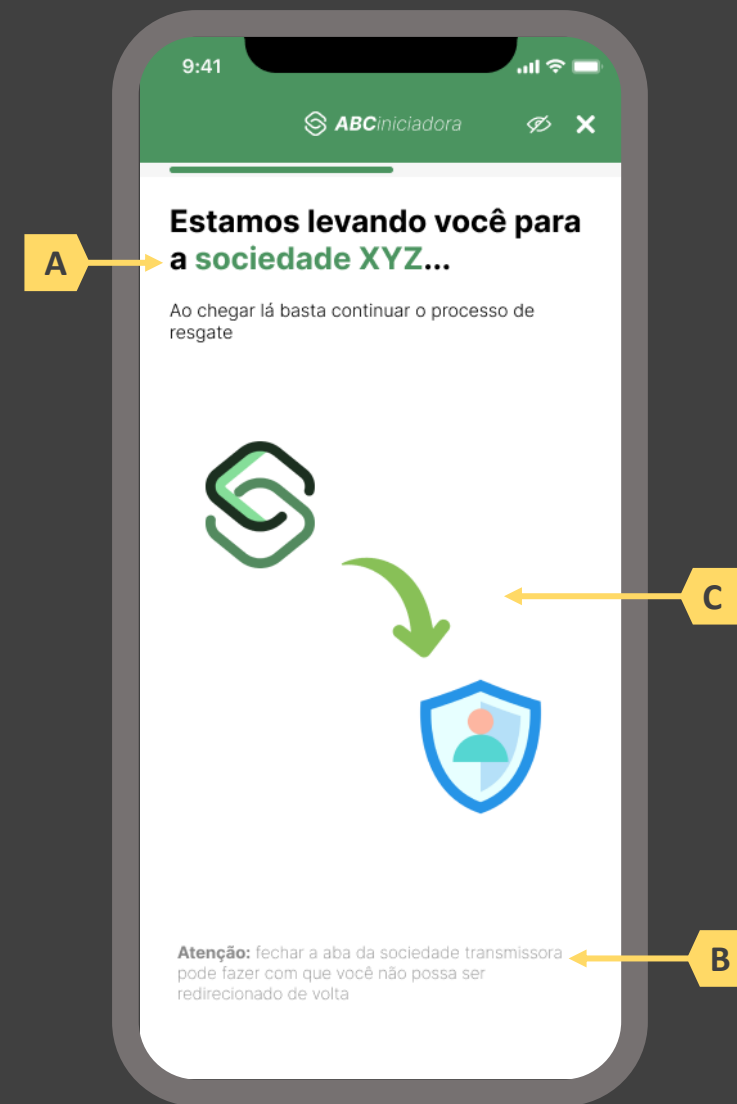 9:41
ABCiniciadora
Estamos levando você para
a sociedade XYZ...
A
Ao chegar lá basta continuar o processo de
resgate
C
Atenção: fechar a aba da sociedade transmissora
pode fazer com que você não possa ser
redirecionado de volta
B